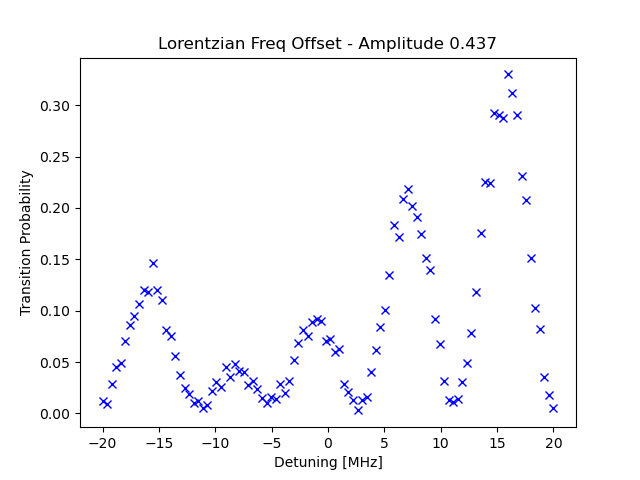 Lorentzian Freq Offset - Amplitude 0.437
Transition Probability
0.30
0.25
0.20
0.15
0.10
0.05
0.00
−20 −15 −10 −5 0 5 10 15 20
Detuning [MHz]